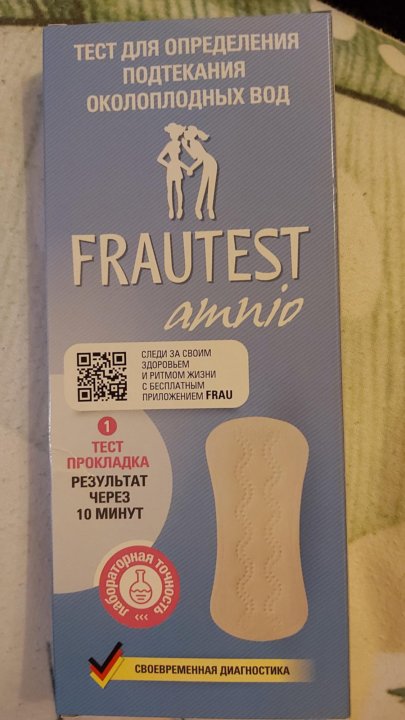 ТЕСТ ДЛЯ ОПРЕДЕЛЕНИЯ
ПОДТЕКАНИЯ
ОКОЛОПЛОДНЫХ ВОД
FRAUTEST
amnio
СЛЕДИ ЗА СВОИМ
ЗДОРОВЬЕМ
И РИТМОМ ЖИЗНИ
С БЕСПЛАТНЫМ
ПРИЛОЖЕНИЕМ FRAU
1
ТЕСТ
ПРОКЛАДКА
РЕЗУЛЬТАТ
ЧЕРЕЗ
10 МИНУТ
лабораторная точность
<<<
СВОЕВРЕМЕННАЯ ДИАГНОСТИКА